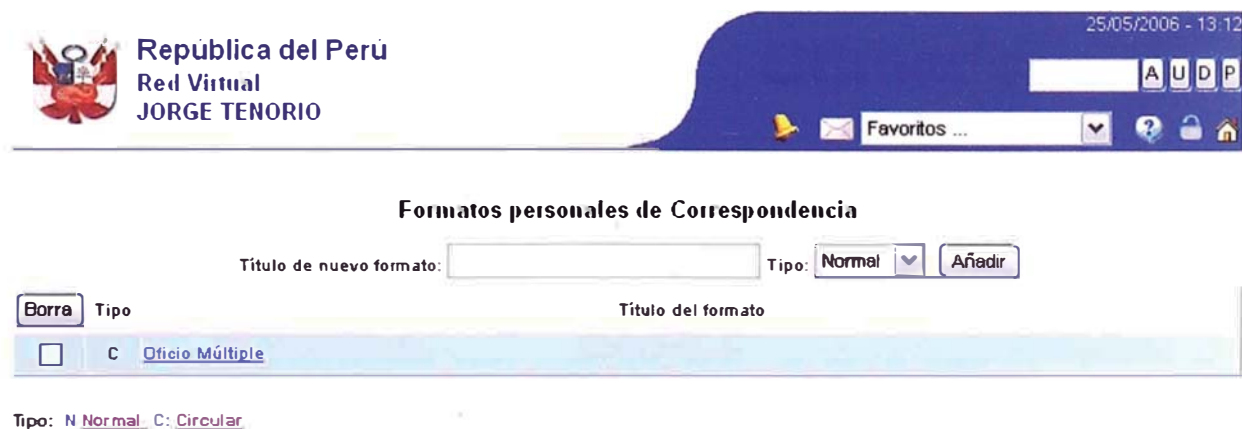 25/05/2006 - 13:12
República del Perú
Red Virtual
JORGE TENORIO
A U D P
Favoritos ...
Formatos personales de Correspondencia
Título de nuevo formato: Tipo: Normal Añadir
Borra Tipo Título del formato
C Oficio Múltiple
Tipo: N Normal C: Circular